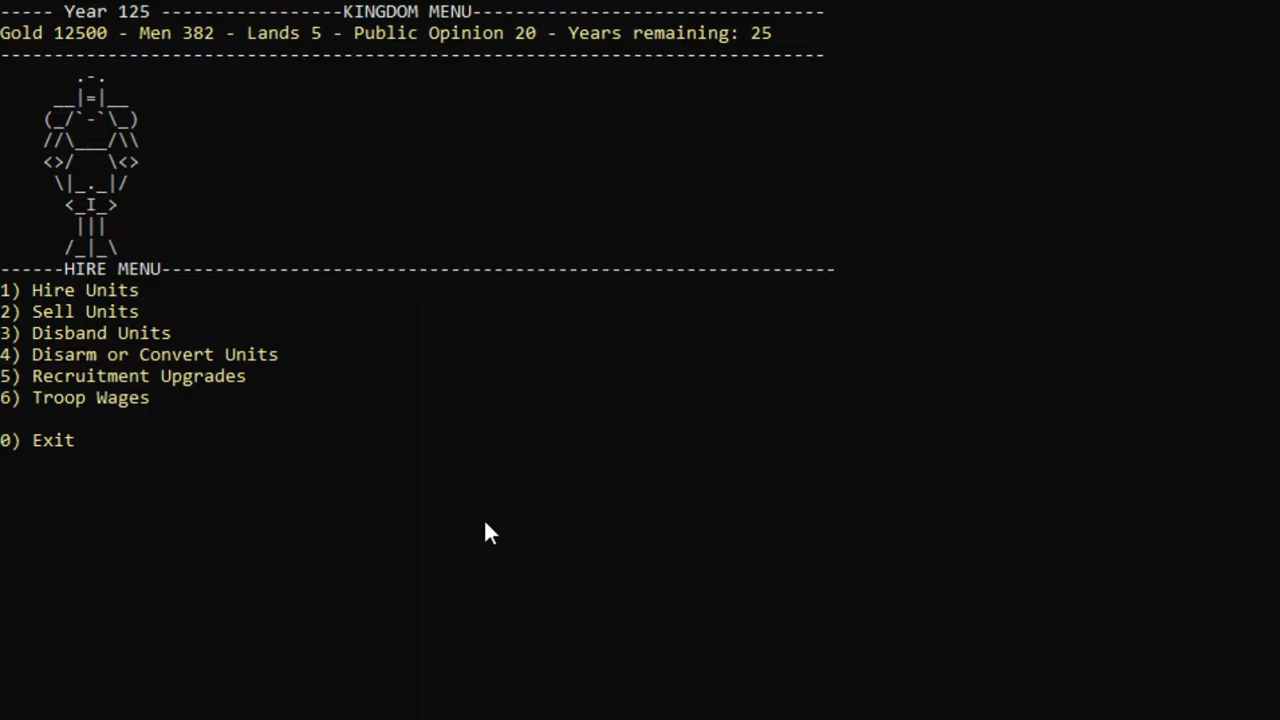 ----- Year 125 -----------------KINGDOM MENU---------------------------------
Gold 12500 - Men 382 - Lands 5 - Public Opinion 20 - Years remaining: 25
-----------------------------------------------------------------------------
------HIRE MENU---------------------------------------------------------------
1) Hire Units
2) Sell Units
3) Disband Units
4) Disarm or Convert Units
5) Recruitment Upgrades
6) Troop Wages
0) Exit